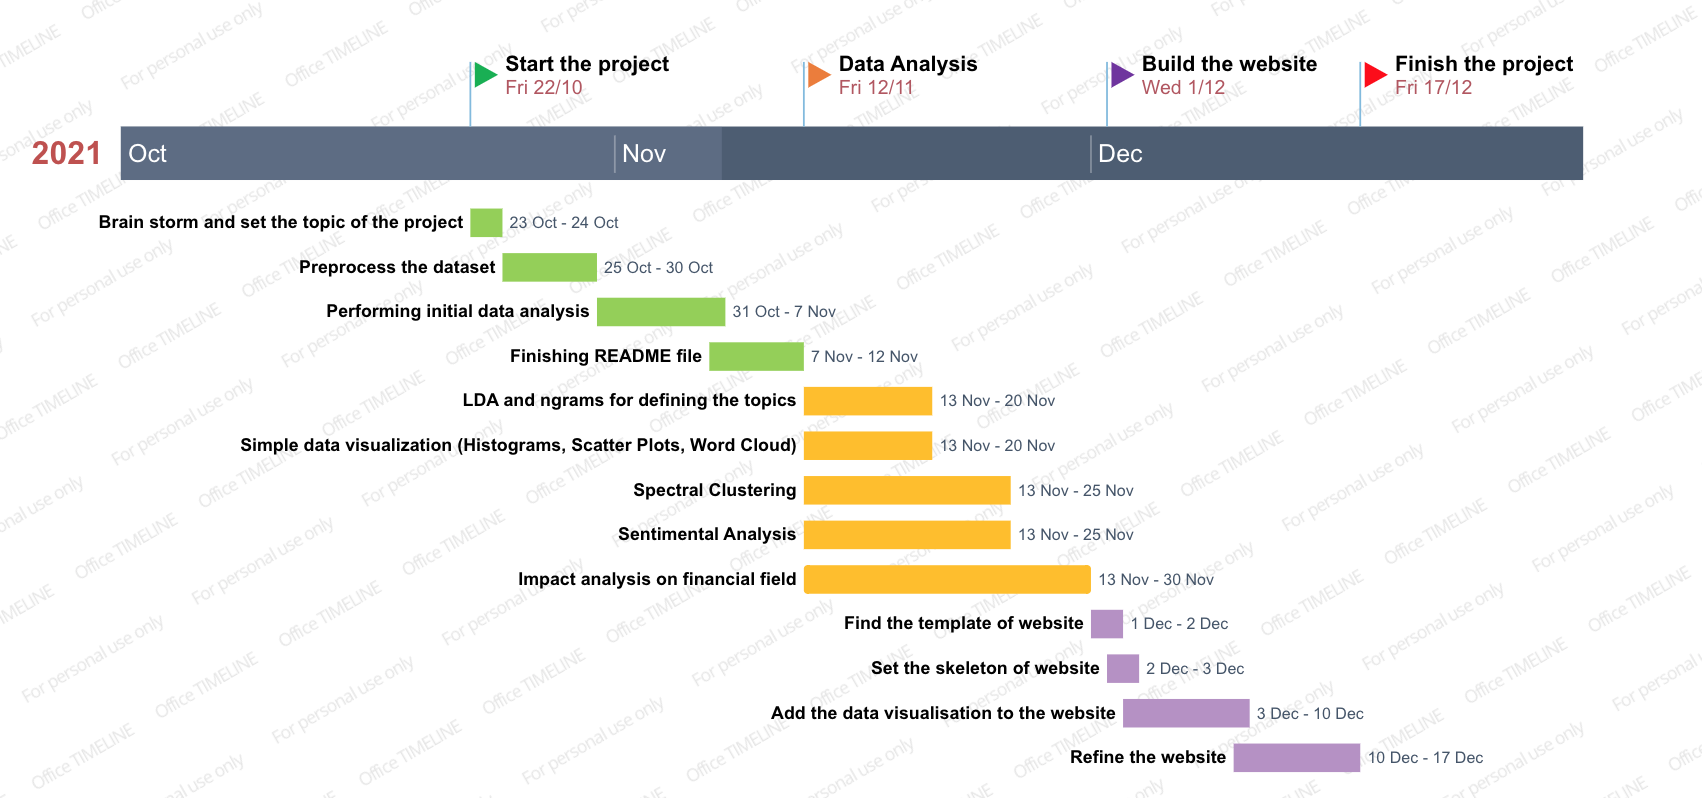 Start the project
Fri 22/10
Data Analysis
Fri 12/11
Build the website
Wed 1/12
Finish the project
Fri 17/12
2021
Oct
Nov
Dec
Brain storm and set the topic of the project 23 Oct - 24 Oct
Preprocess the dataset 25 Oct - 30 Oct
Performing initial data analysis 31 Oct - 7 Nov
Finishing README file 7 Nov - 12 Nov
LDA and ngrams for defining the topics 13 Nov - 20 Nov
Simple data visualization (Histograms, Scatter Plots, Word Cloud) 13 Nov - 20 Nov
Spectral Clustering 13 Nov - 25 Nov
Sentimental Analysis 13 Nov - 25 Nov
Impact analysis on financial field 13 Nov - 30 Nov
Find the template of website 1 Dec - 2 Dec
Set the skeleton of website 2 Dec - 3 Dec
Add the data visualisation to the website 3 Dec - 10 Dec
Refine the website 10 Dec - 17 Dec
Office TIMELINE
For personal use only